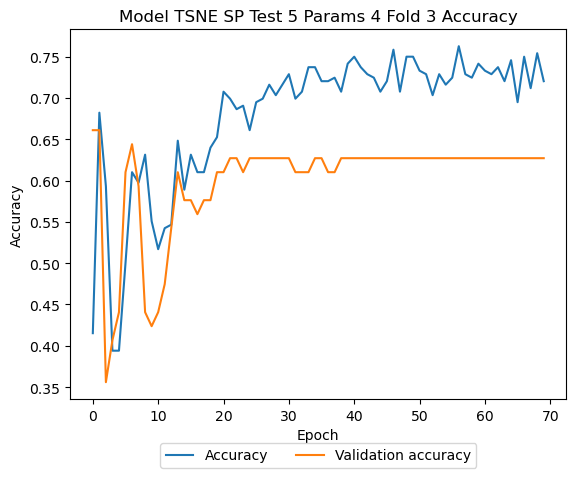 Model TSNE SP Test 5 Params 4 Fold 3 Accuracy
0.75
0.70
0.65
0.60
0.55
0.50
0.45
0.40
0.35
Accuracy
0 10 20 30 40 50 60 70
Epoch
Accuracy Validation accuracy